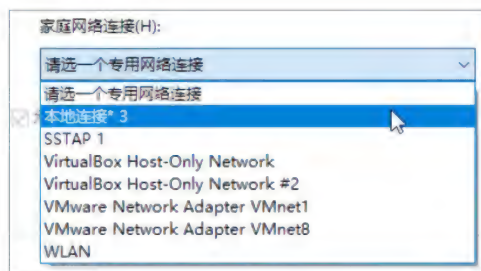 家庭网络连接(H):
请选一个专用网络连接
请选一个专用网络连接
本地连接* 3
SSTAP 1
VirtualBox Host-Only Network
VirtualBox Host-Only Network #2
VMware Network Adapter VMnet1
VMware Network Adapter VMnet8
WLAN